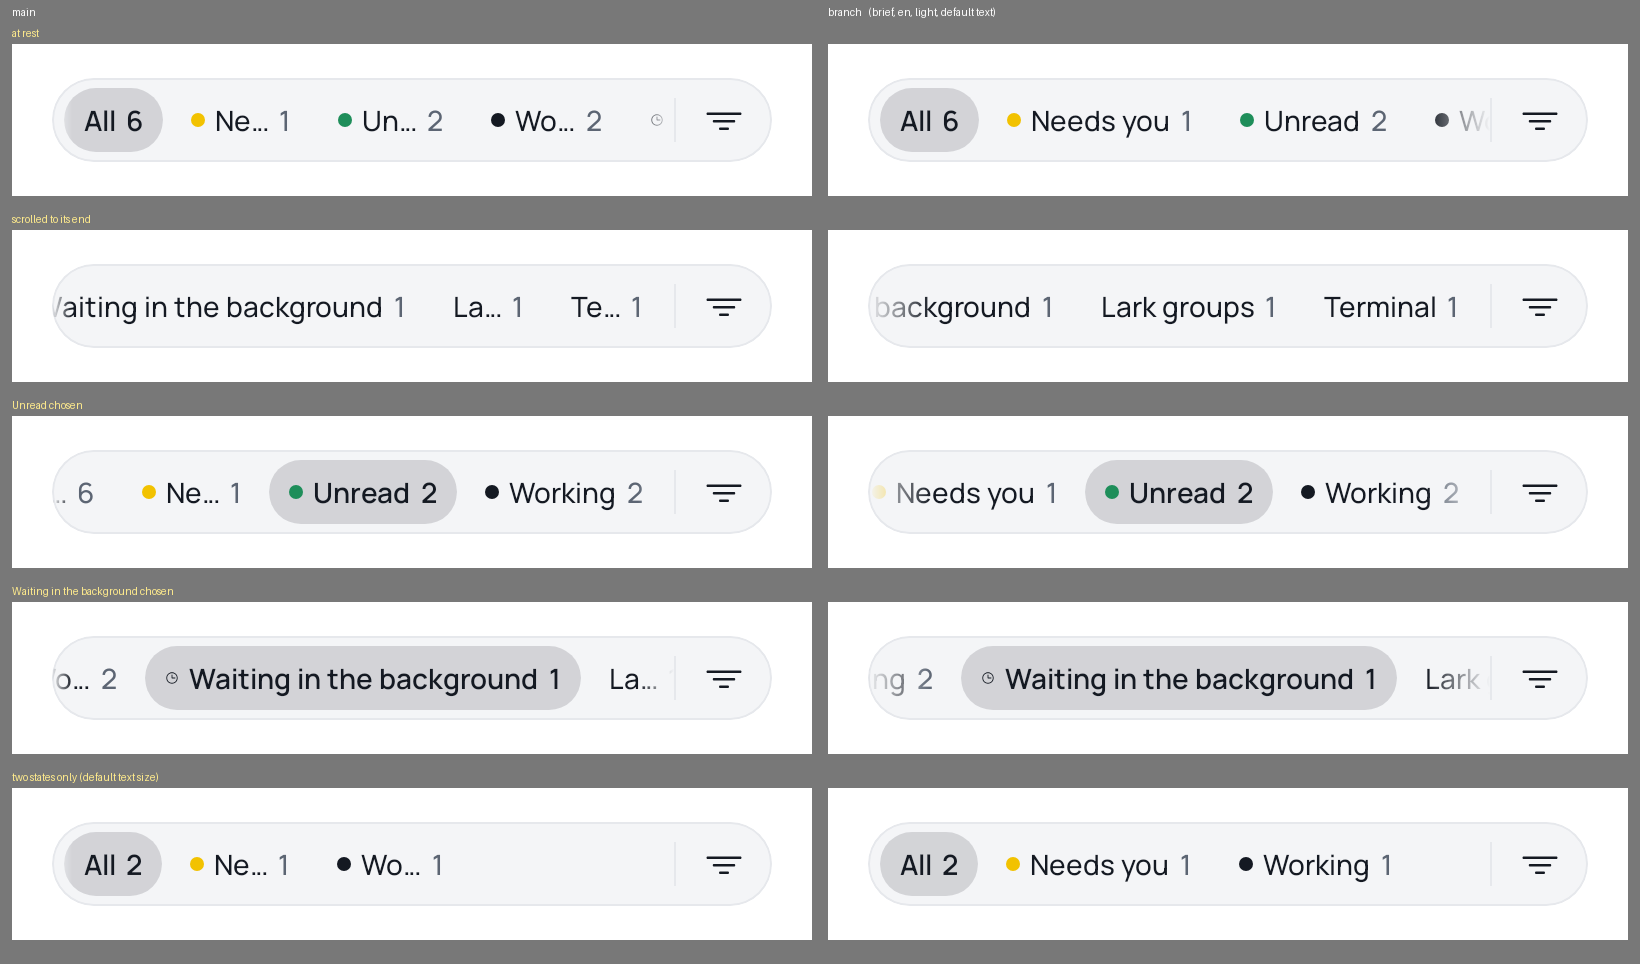 main
branch (brief, en, light, default text)
at rest
All 6 Ne... 1 Un... 2 Wo... 2
All 6 Needs you 1 Unread 2 W
scrolled to its end
aiting in the background 1 La... 1 Te... 1
background 1 Lark groups 1 Terminal 1
Unread chosen
.. 6 Ne... 1 Unread 2 Working 2
Needs you 1 Unread 2 Working 2
Waiting in the background chosen
o... 2 Waiting in the background 1 La...
ng 2 Waiting in the background 1 Lark
two states only (default text size)
All 2 Ne... 1 Wo... 1
All 2 Needs you 1 Working 1